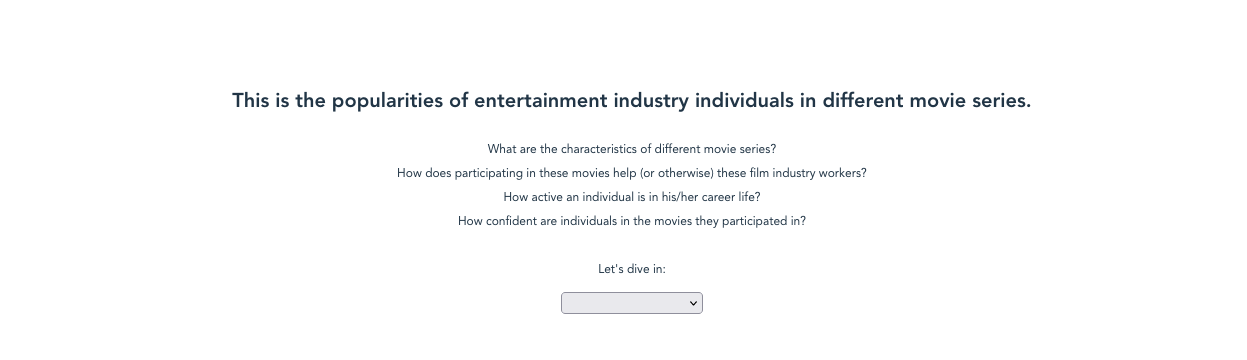 This is the popularities of entertainment industry individuals in different movie series.
What are the characteristics of different movie series?
How does participating in these movies help (or otherwise) these film industry workers?
How active an individual is in his/her career life?
How confident are individuals in the movies they participated in?
Let's dive in: